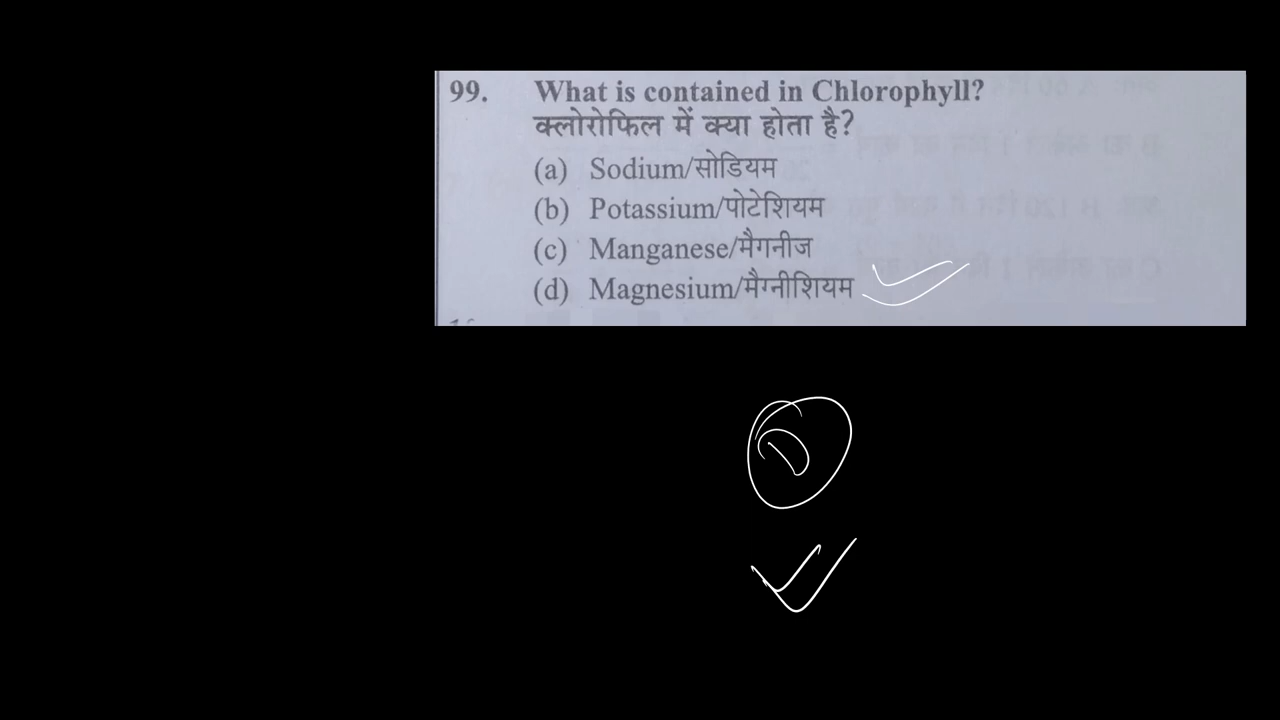 99. What is contained in Chlorophyll?
क्लोरोफिल में क्या होता है?
(a) Sodium/सोडियम
(b) Potassium/पोटेशियम
(c) Manganese/मैगनीज
(d) Magnesium/मैग्नीशियम
D